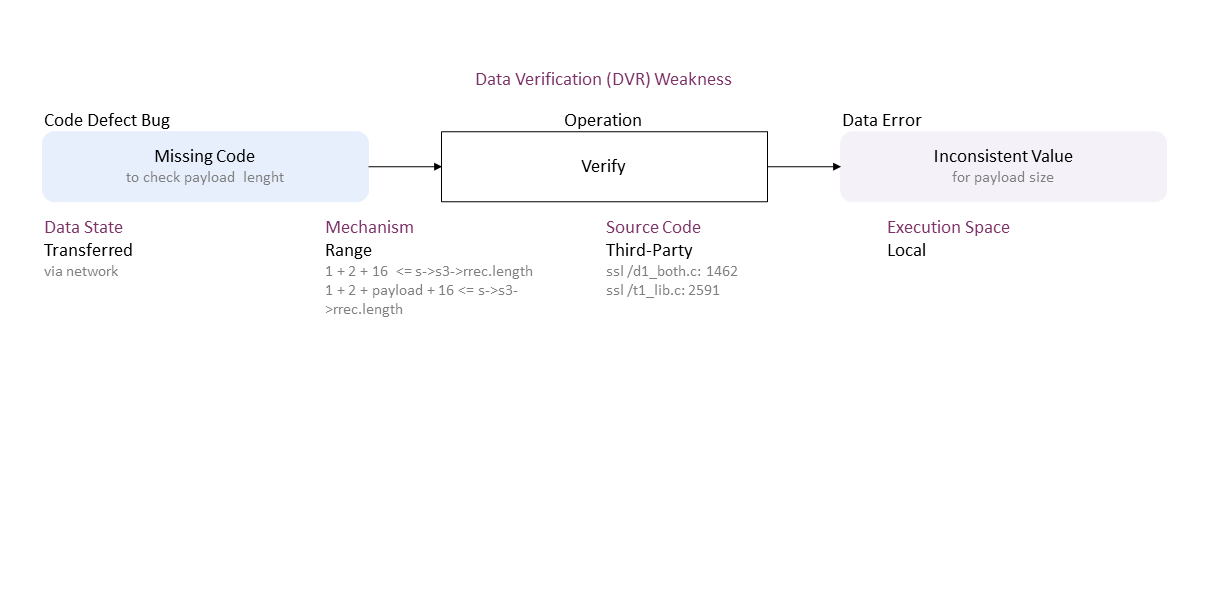 Data Verification (DVR) Weakness
Code Defect Bug
Operation
Data Error
Missing Code
to check payload  lenght
Verify
Inconsistent Value
for payload size
Data State
Transferred
via network
Mechanism
Range
1 + 2 + 16  <= s->s3->rrec.length
1 + 2 + payload + 16 <= s->s3-
>rrec.length
Source Code
Third-Party
ssl /d1_both.c: 1462
ssl /t1_lib.c: 2591
Execution Space
Local